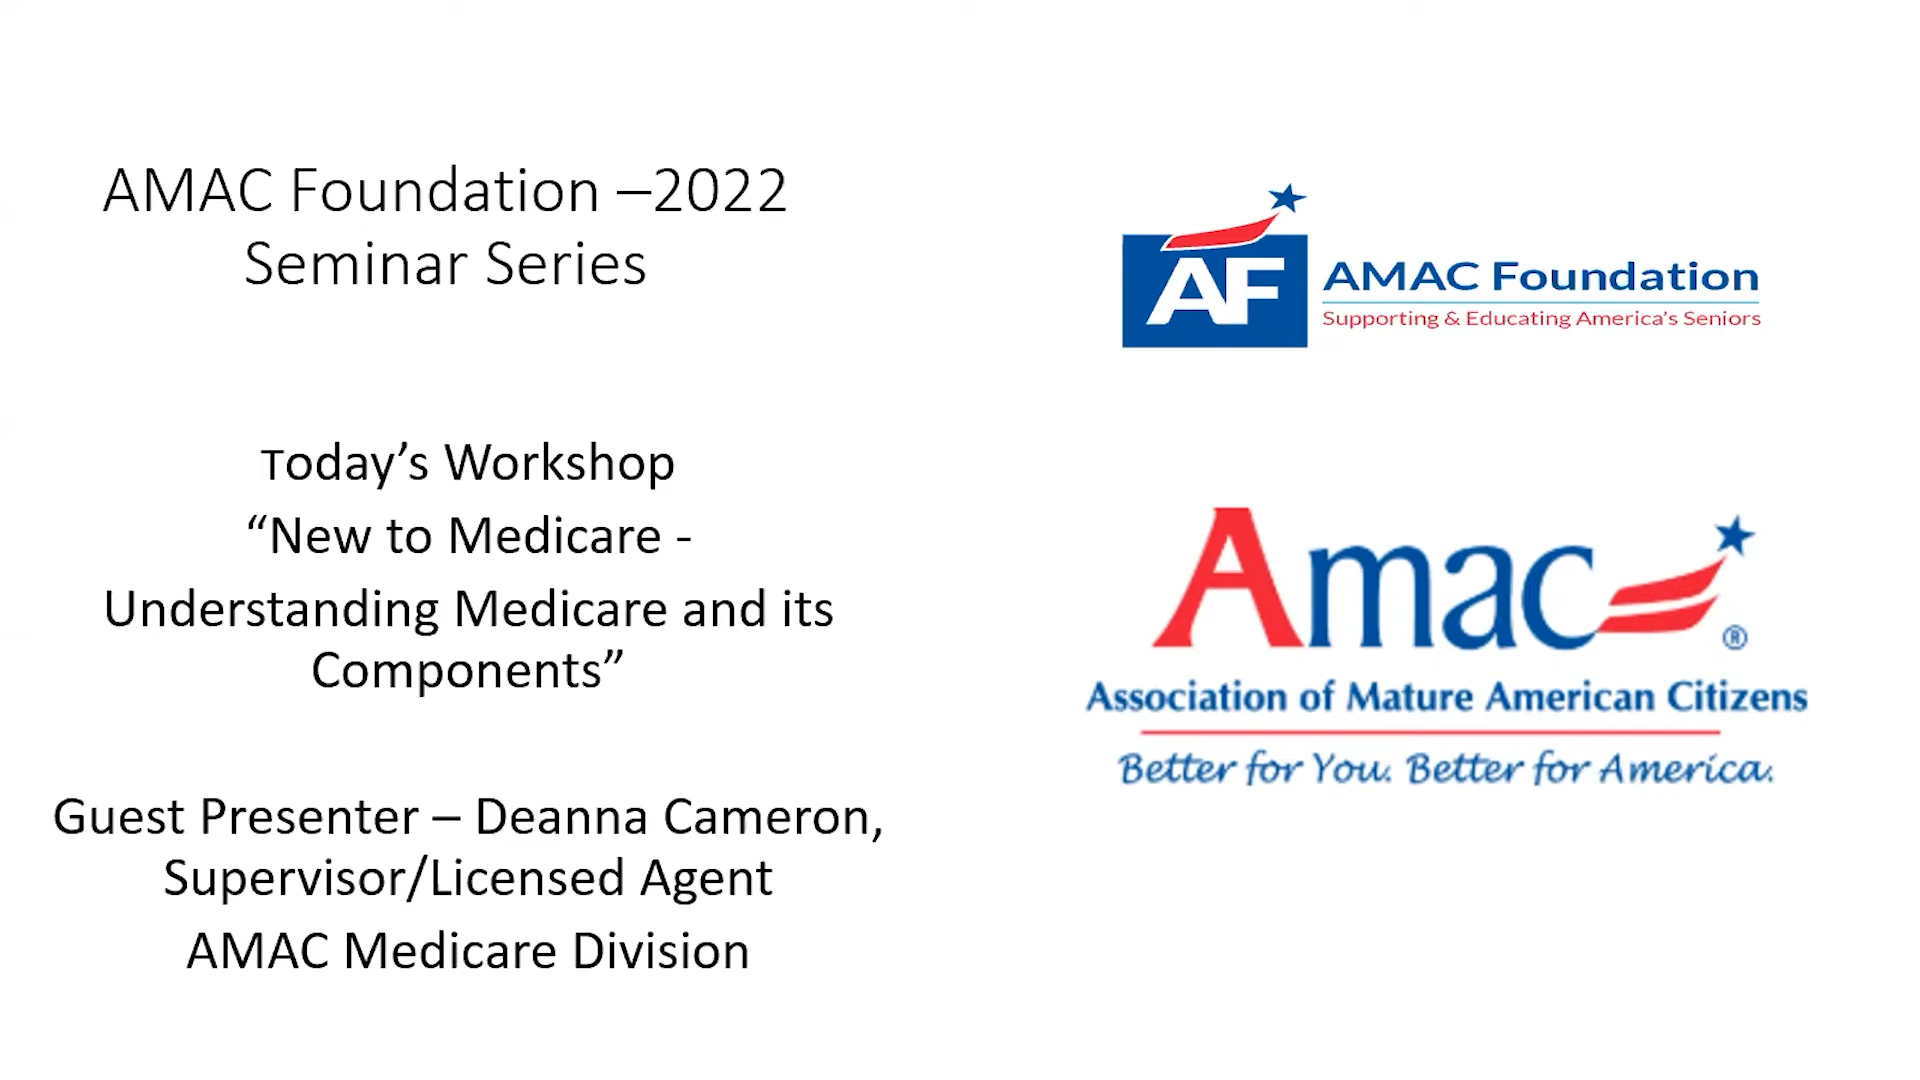 AMAC Foundation –2022
Seminar Series
Today’s Workshop
“New to Medicare -
Understanding Medicare and its
Components”
Guest Presenter – Deanna Cameron,
Supervisor/Licensed Agent
AMAC Medicare Division
AF
AMAC Foundation
Supporting & Educating America's Seniors
Amac®
Association of Mature American Citizens
Better for You. Better for America.